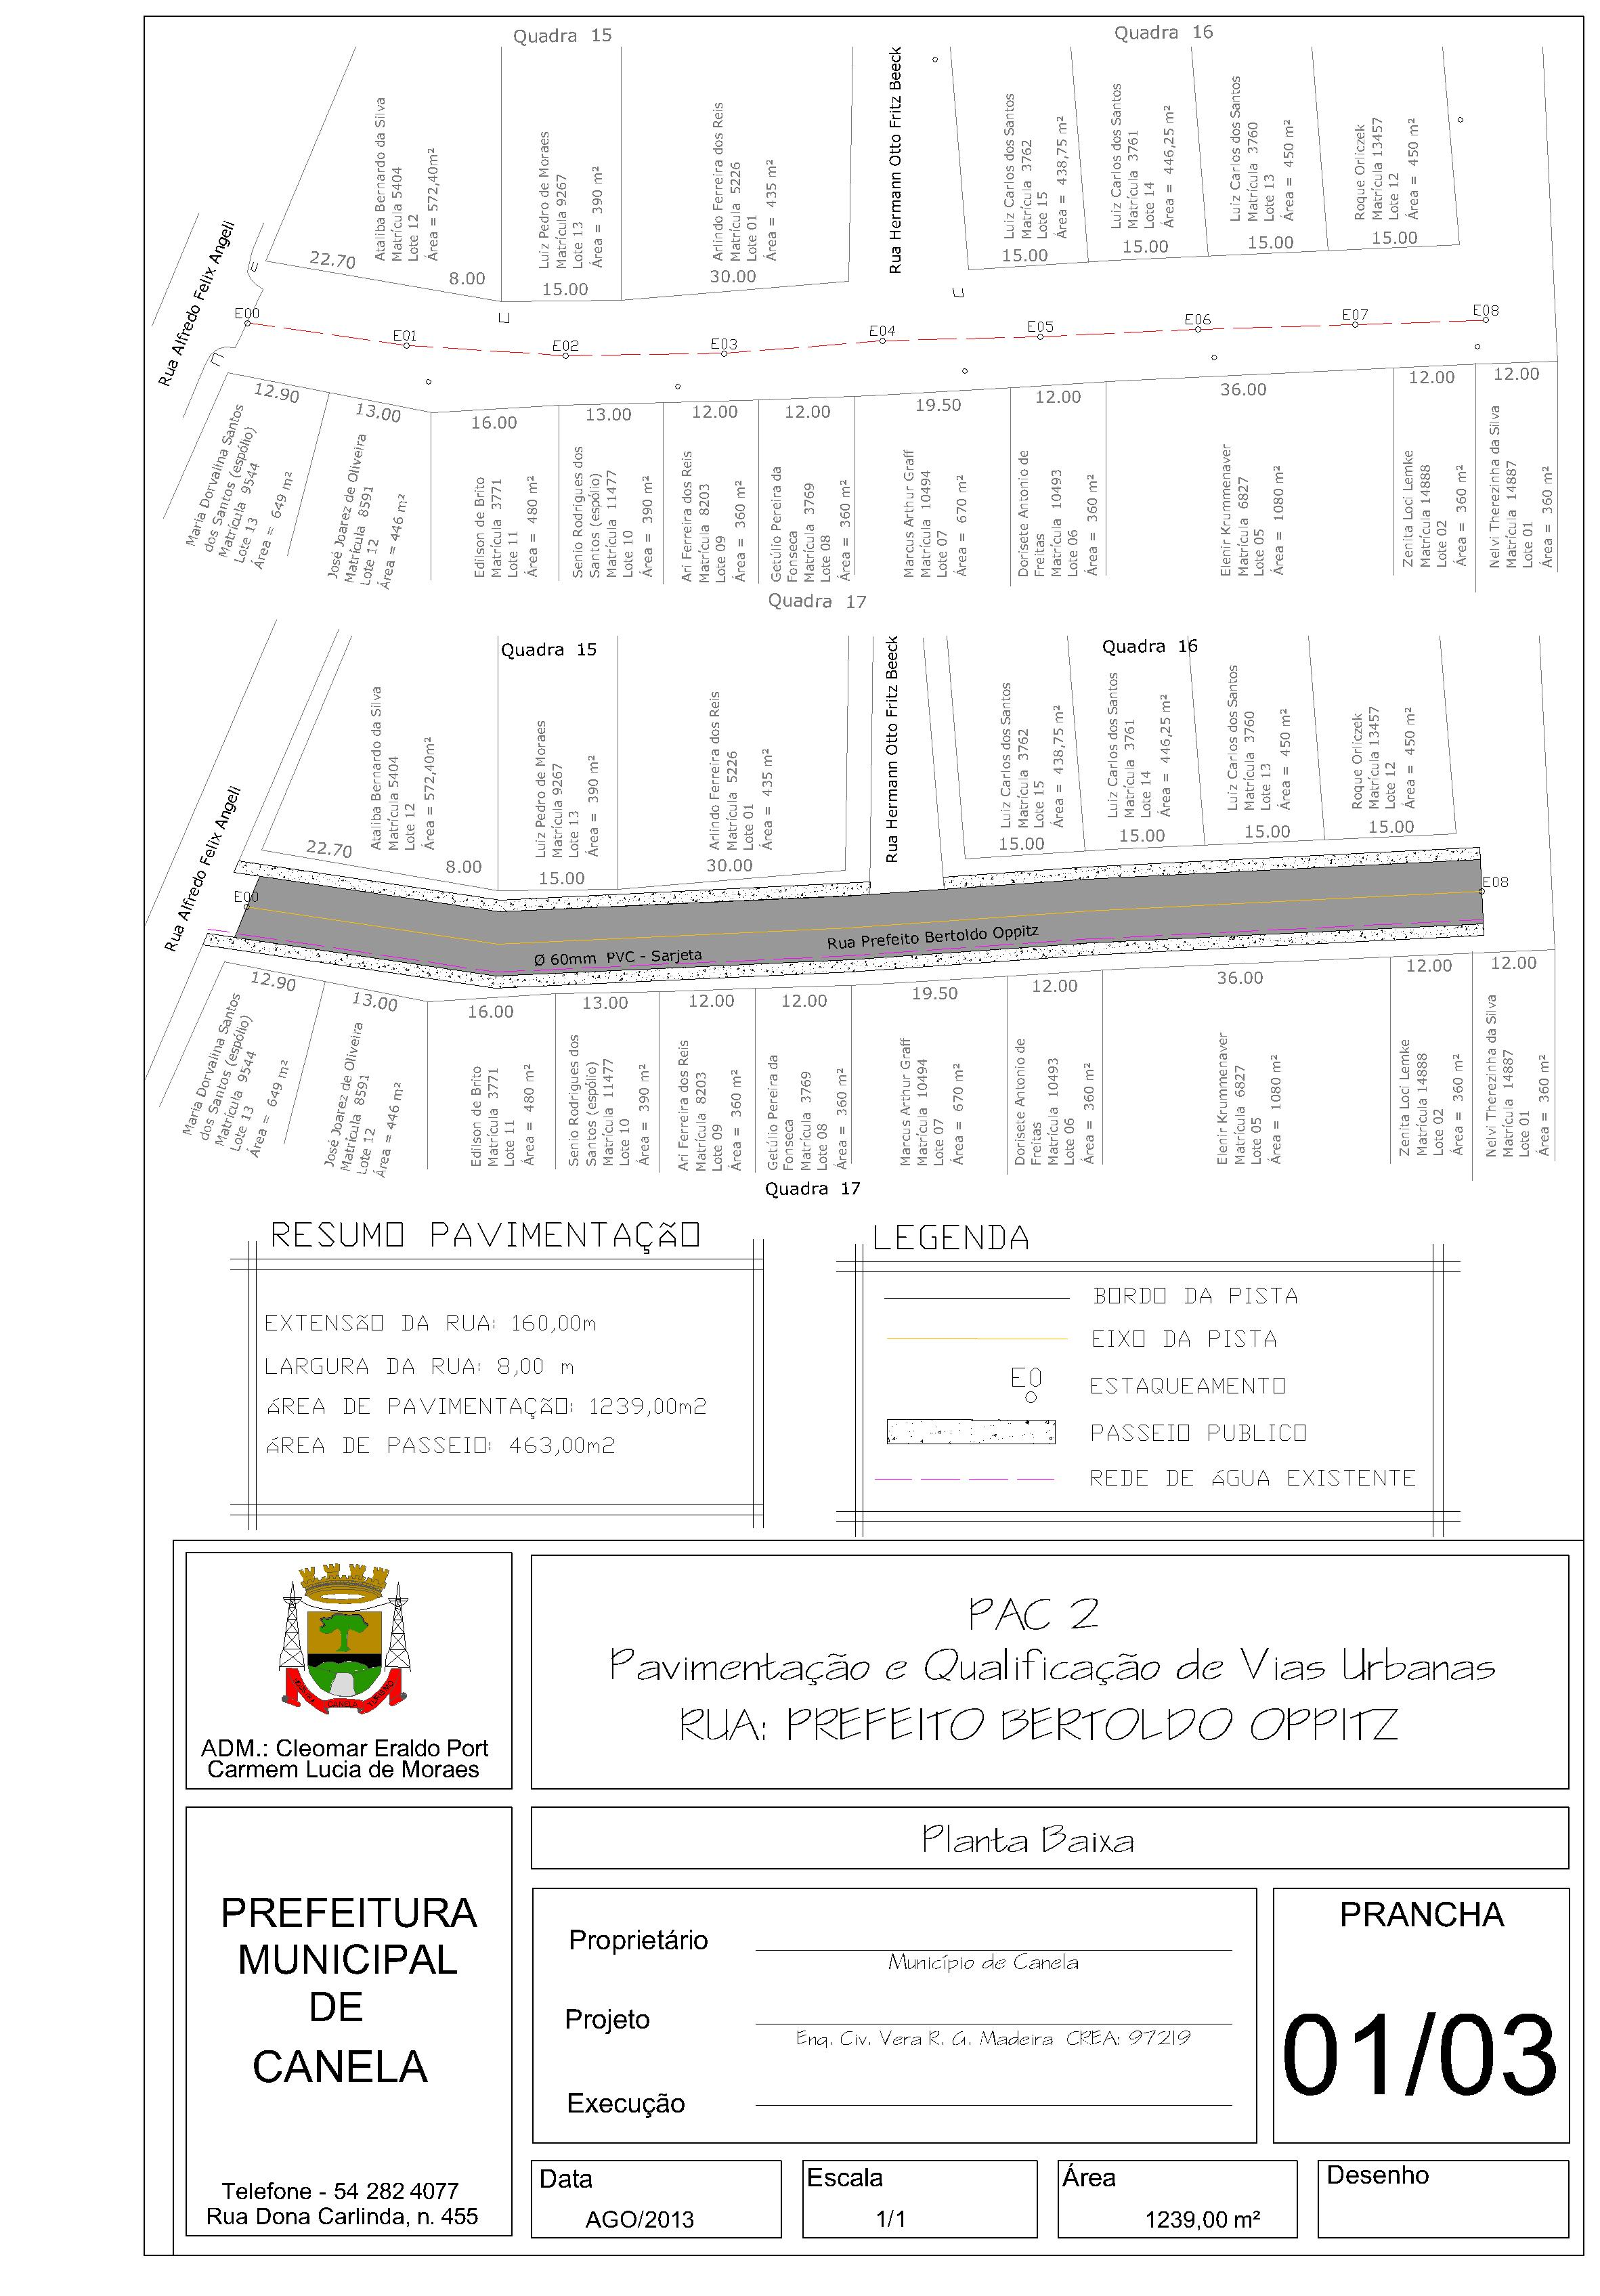 Quadra 15
Quadra 16
Rua Alfredo Felix Angeli
Ataliba Bernardo da Silva
Matrícula 5404
Lote 12
Área = 572,40m²
22.70
8.00
Luiz Pedro de Moraes
Matrícula 9267
Lote 13
Área = 390 m²
15.00
Arlindo Ferreira dos Reis
Matrícula 5226
Lote 01
Área = 435 m²
30.00
Rua Hermann Otto Fritz Beeck
Luiz Carlos dos Santos
Matrícula 3762
Lote 15
Área = 438,75 m²
15.00
Luiz Carlos dos Santos
Matrícula 3761
Lote 14
Área = 446,25 m²
15.00
Luiz Carlos dos Santos
Matrícula 3760
Lote 13
Área = 450 m²
15.00
Roque Orliczek
Matrícula 13457
Lote 12
Área = 450 m²
15.00
E00
E01
E02
E03
E04
E05
E06
E07
E08
12.90
Maria Dorvalina Santos
dos Santos (espólio)
Matrícula 9544
Lote 13
Área = 649 m²
13.00
José Joarez de Oliveira
Matrícula 8591
Lote 12
Área = 446 m²
16.00
Edilson de Brito
Matrícula 3771
Lote 11
Área = 480 m²
13.00
Senio Rodrigues dos
Santos (espólio)
Matrícula 11477
Lote 10
Área = 390 m²
12.00
Ari Ferreira dos Reis
Matrícula 8203
Lote 09
Área = 360 m²
12.00
Getúlio Pereira da
Fonseca
Matrícula 3769
Lote 08
Área = 360 m²
19.50
Marcus Arthur Graff
Matrícula 10494
Lote 07
Área = 670 m²
12.00
Dorisete Antonio de
Freitas
Matrícula 10493
Lote 06
Área = 360 m²
36.00
Elenir Krummenaver
Matrícula 6827
Lote 05
Área = 1080 m²
12.00
Zenita Loci Lemke
Matrícula 14888
Lote 02
Área = 360 m²
12.00
Nelvi Therezinha da Silva
Matrícula 14887
Lote 01
Área = 360 m²
Quadra 17
Quadra 15
Quadra 16
Rua Alfredo Felix Angeli
Ataliba Bernardo da Silva
Matrícula 5404
Lote 12
Área = 572,40m²
22.70
8.00
Luiz Pedro de Moraes
Matrícula 9267
Lote 13
Área = 390 m²
15.00
Arlindo Ferreira dos Reis
Matrícula 5226
Lote 01
Área = 435 m²
30.00
Rua Hermann Otto Fritz Beeck
Luiz Carlos dos Santos
Matrícula 3762
Lote 15
Área = 438,75 m²
15.00
Luiz Carlos dos Santos
Matrícula 3761
Lote 14
Área = 446,25 m²
15.00
Luiz Carlos dos Santos
Matrícula 3760
Lote 13
Área = 450 m²
15.00
Roque Orliczek
Matrícula 13457
Lote 12
Área = 450 m²
15.00
E00
E08
Ø 60mm PVC - Sarjeta
Rua Prefeito Bertoldo Oppitz
12.90
Maria Dorvalina Santos
dos Santos (espólio)
Matrícula 9544
Lote 13
Área = 649 m²
13.00
José Joarez de Oliveira
Matrícula 8591
Lote 12
Área = 446 m²
16.00
Edilson de Brito
Matrícula 3771
Lote 11
Área = 480 m²
13.00
Senio Rodrigues dos
Santos (espólio)
Matrícula 11477
Lote 10
Área = 390 m²
12.00
Ari Ferreira dos Reis
Matrícula 8203
Lote 09
Área = 360 m²
12.00
Getúlio Pereira da
Fonseca
Matrícula 3769
Lote 08
Área = 360 m²
19.50
Marcus Arthur Graff
Matrícula 10494
Lote 07
Área = 670 m²
12.00
Dorisete Antonio de
Freitas
Matrícula 10493
Lote 06
Área = 360 m²
36.00
Elenir Krummenaver
Matrícula 6827
Lote 05
Área = 1080 m²
12.00
Zenita Loci Lemke
Matrícula 14888
Lote 02
Área = 360 m²
12.00
Nelvi Therezinha da Silva
Matrícula 14887
Lote 01
Área = 360 m²
Quadra 17
RESUMO PAVIMENTAÇÃO
EXTENSÃO DA RUA: 160,00m
LARGURA DA RUA: 8,00 m
ÁREA DE PAVIMENTAÇÃO: 1239,00m2
ÁREA DE PASSEIO: 463,00m2
LEGENDA
BORDO DA PISTA
EIXO DA PISTA
E0
ESTAQUEAMENTO
PASSEIO PUBLICO
REDE DE ÁGUA EXISTENTE
CANELA
TURISMO
ADM.: Cleomar Eraldo Port
Carmem Lucia de Moraes
PAC 2
Pavimentação e Qualificação de Vias Urbanas
RUA: PREFEITO BERTOLDO OPPITZ
Planta Baixa
PREFEITURA
MUNICIPAL
DE
CANELA
Telefone - 54 282 4077
Rua Dona Carlinda, n. 455
Proprietário
Município de Canela
Projeto
Eng. Civ. Vera R. G. Madeira CREA: 97219
Execução
PRANCHA
01/03
Data
AGO/2013
Escala
1/1
Área
1239,00 m²
Desenho